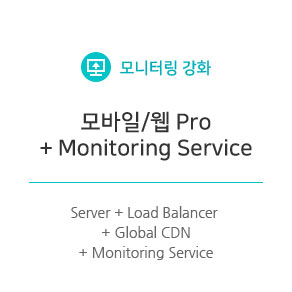 모니터링 강화
모바일/웹 Pro
+ Monitoring Service
Server + Load Balancer
+ Global CDN
+ Monitoring Service